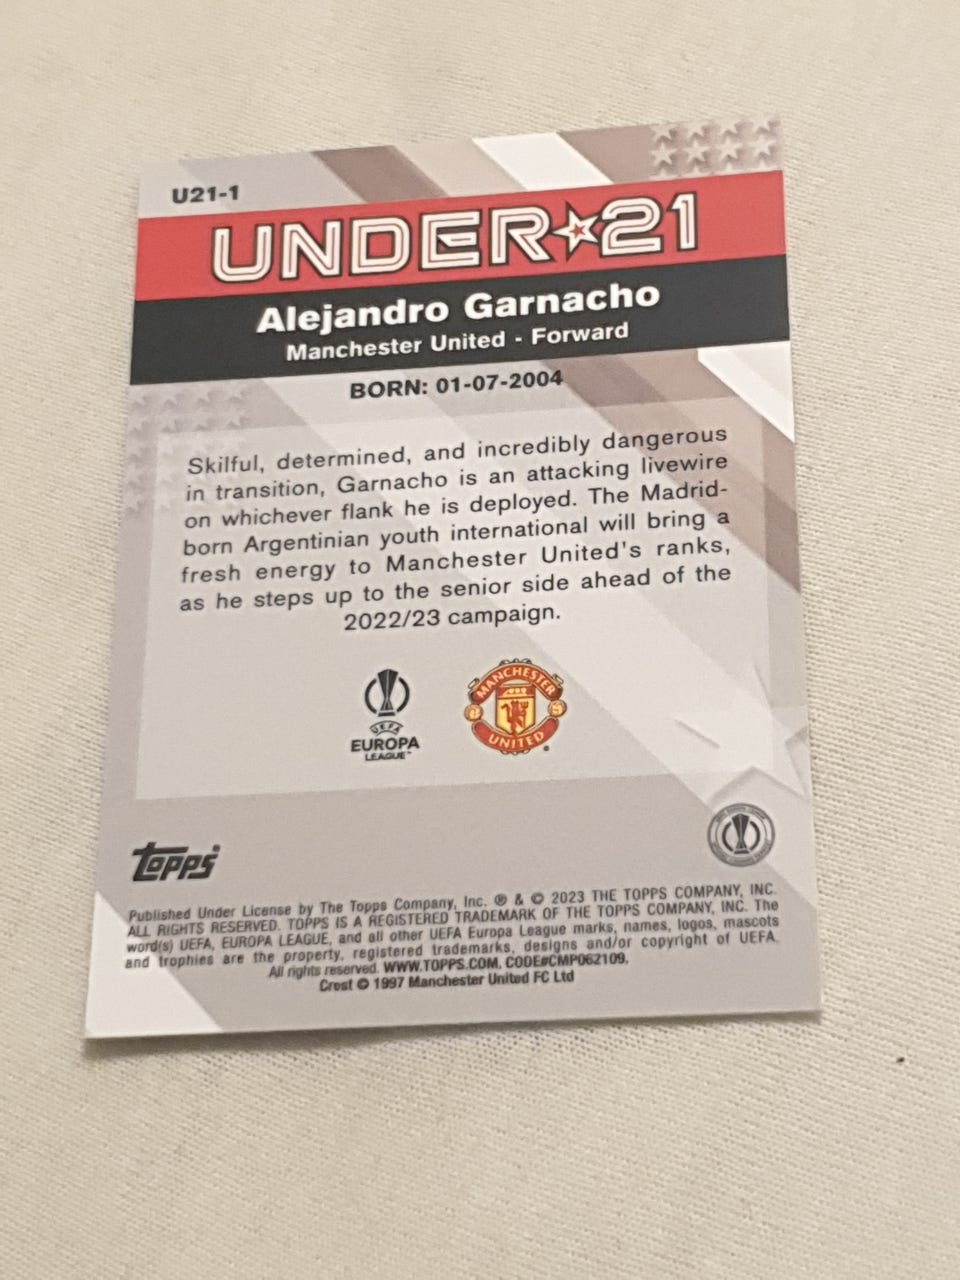 U21-1
UNDER★21
Alejandro Garnacho
Manchester United - Forward
BORN: 01-07-2004
Skilful, determined, and incredibly dangerous
in transition, Garnacho is an attacking livewire
on whichever flank he is deployed. The Madrid-
born Argentinian youth international will bring a
fresh energy to Manchester United's ranks,
as he steps up to the senior side ahead of the
2022/23 campaign.
UEFA
EUROPA
LEAGUE™
MANCHESTER
UNITED
®
Topps®
Published Under License by The Topps Company, Inc. ® & © 2023 THE TOPPS COMPANY, INC.
ALL RIGHTS RESERVED. TOPPS IS A REGISTERED TRADEMARK OF THE TOPPS COMPANY, INC. The
word(s) UEFA, EUROPA LEAGUE, and all other UEFA Europa League marks, names, logos, mascots
and trophies are the property, registered trademarks, designs and/or copyright of UEFA.
All rights reserved. WWW.TOPPS.COM, CODE#CMP062109.
Crest © 1997 Manchester United FC Ltd